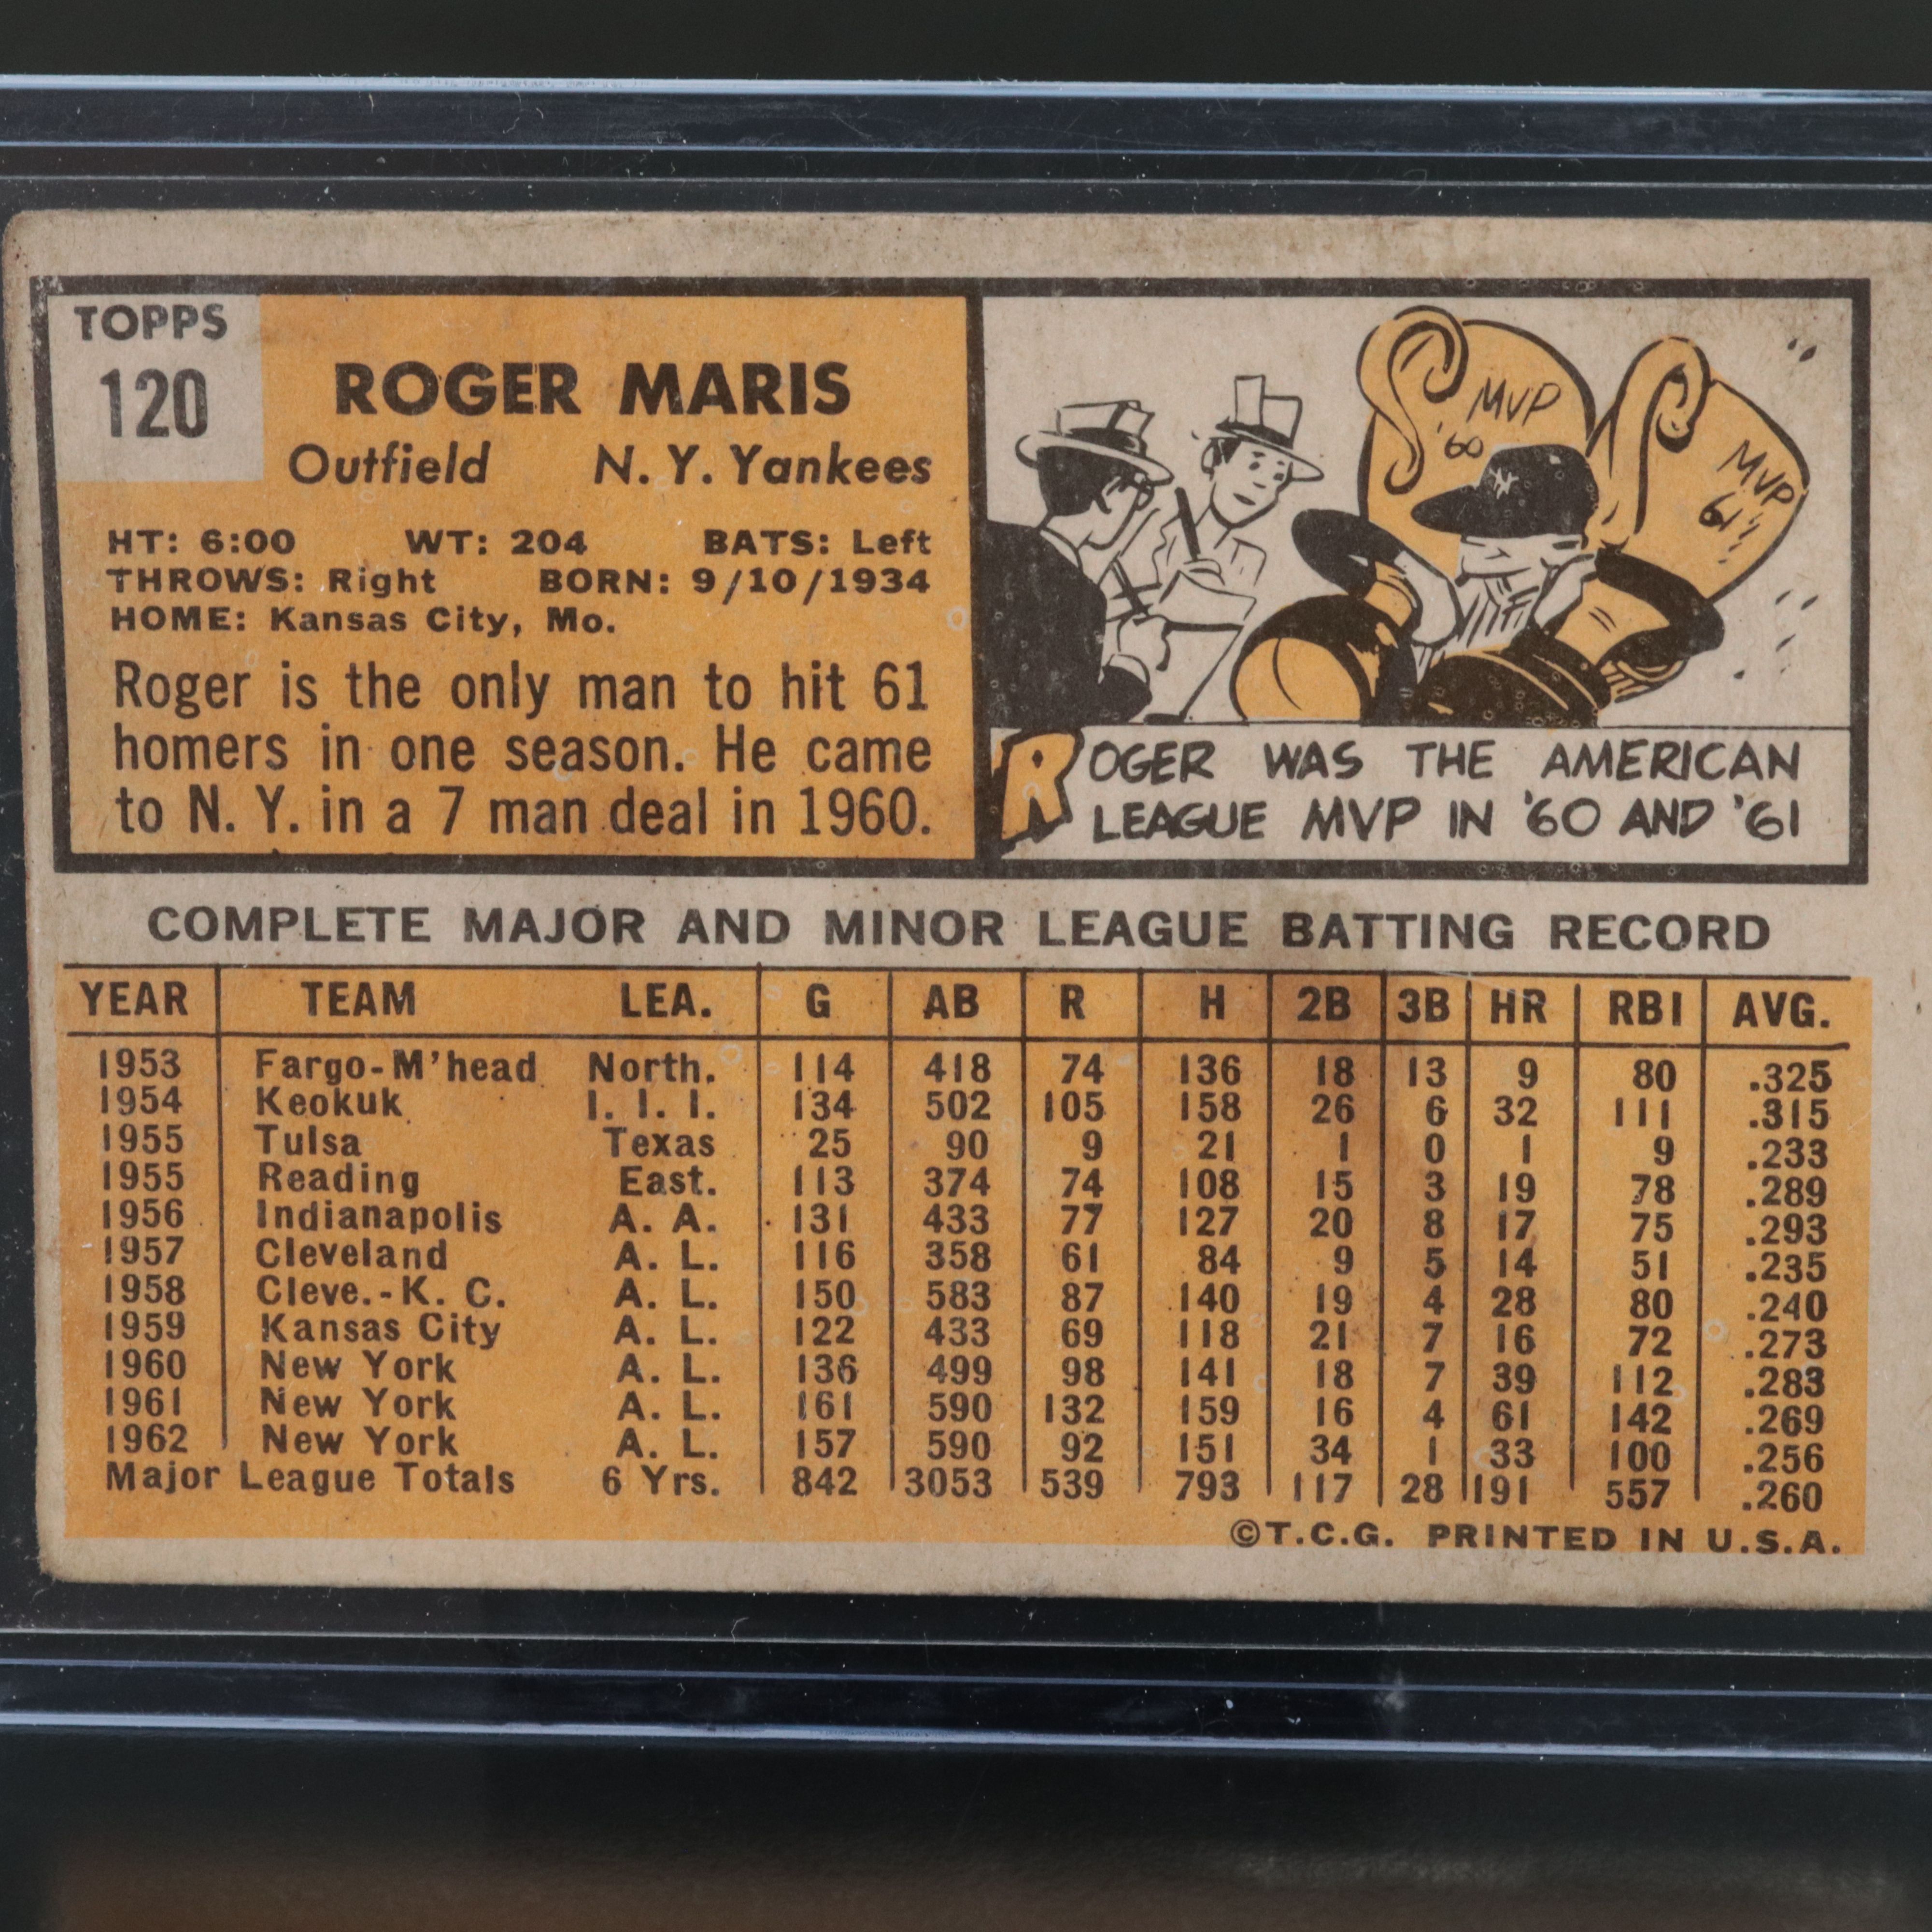 TOPPS
120
ROGER MARIS
Outfield N. Y. Yankees
HT: 6:00 WT: 204 BATS: Left
THROWS: Right BORN: 9/10/1934
HOME: Kansas City, Mo.
Roger is the only man to hit 61
homers in one season. He came
to N. Y. in a 7 man deal in 1960.
MVP
'60
MVP
61
ROGER WAS THE AMERICAN
LEAGUE MVP IN '60 AND '61
COMPLETE MAJOR AND MINOR LEAGUE BATTING RECORD
YEAR TEAM LEA. G AB R H 2B 3B HR RBI AVG.
1953 Fargo-M'head North. 114 418 74 136 18 13 9 80 .325
1954 Keokuk I. I. I. 134 502 105 158 26 6 32 111 .315
1955 Tulsa Texas 25 90 9 21 1 0 1 9 .233
1955 Reading East. 113 374 74 108 15 3 19 78 .289
1956 Indianapolis A. A. 131 433 77 127 20 8 17 75 .293
1957 Cleveland A. L. 116 358 61 84 9 5 14 51 .235
1958 Cleve.-K. C. A. L. 150 583 87 140 19 4 28 80 .240
1959 Kansas City A. L. 122 433 69 118 21 7 16 72 .273
1960 New York A. L. 136 499 98 141 18 7 39 112 .283
1961 New York A. L. 161 590 132 159 16 4 61 142 .269
1962 New York A. L. 157 590 92 151 34 1 33 100 .256
Major League Totals 6 Yrs. 842 3053 539 793 117 28 191 557 .260
©T.C.G. PRINTED IN U.S.A.